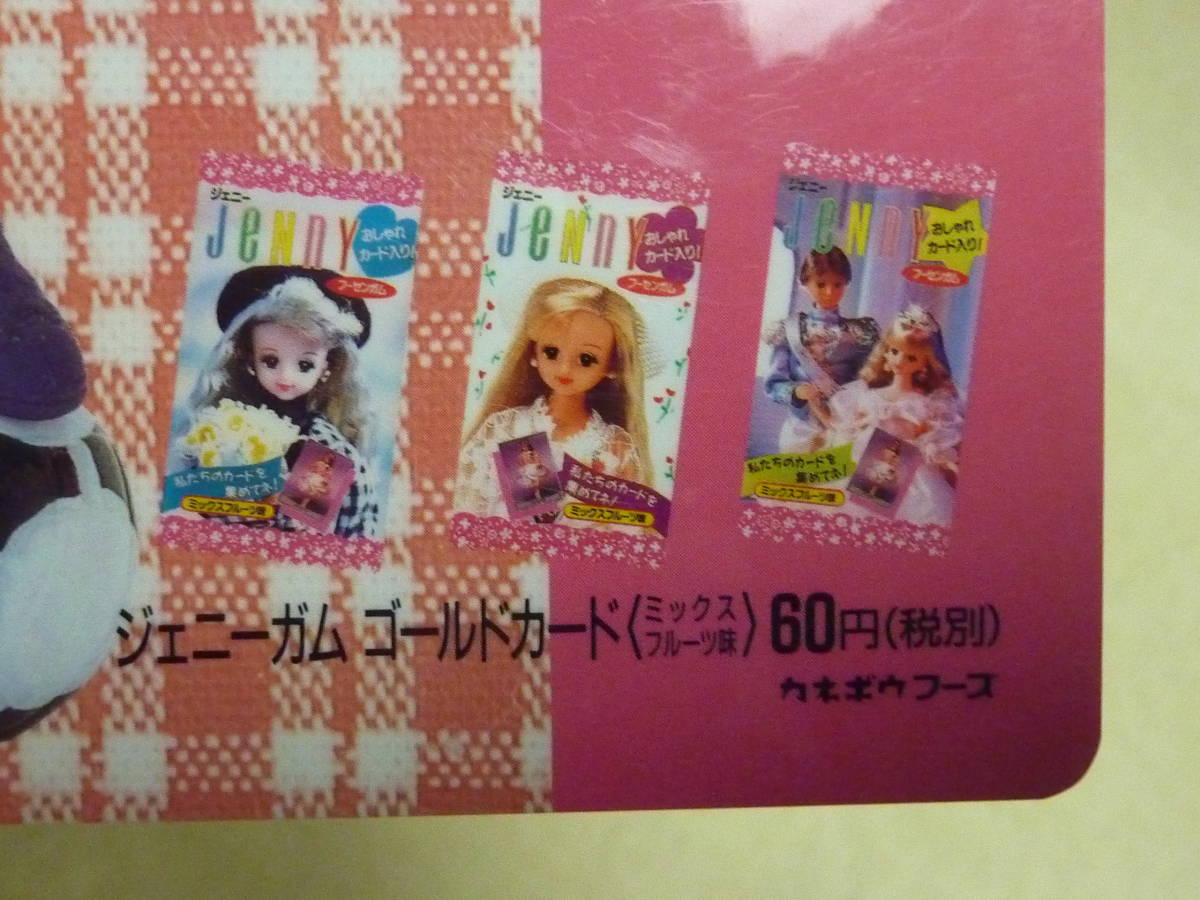 ジェニー
JeNNY
おしゃれ
カード入り!
フーセンガム
私たちのカードを
集めてネ!
ミックスフルーツ味
ジェニー
JeNNY
おしゃれ
カード入り!
フーセンガム
私たちのカードを
集めてネ!
ミックスフルーツ味
ジェニー
JeNNY
おしゃれ
カード入り!
フーセンガム
私たちのカードを
集めてネ!
ミックスフルーツ味
ジェニーガム ゴールドカード〈ミックスフルーツ味〉60円(税別)
カネボウフーズ